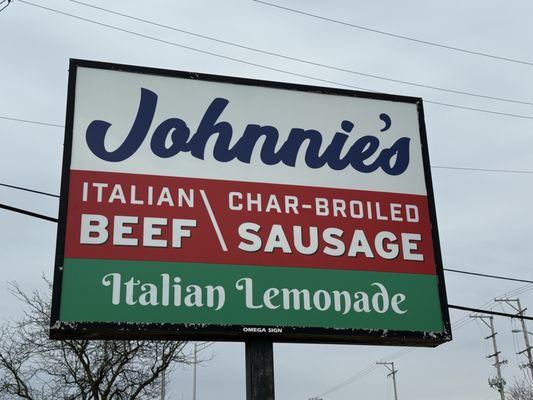 Johnnie's
ITALIAN \ CHAR-BROILED
BEEF \ SAUSAGE
Italian Lemonade
OMEGA SIGN